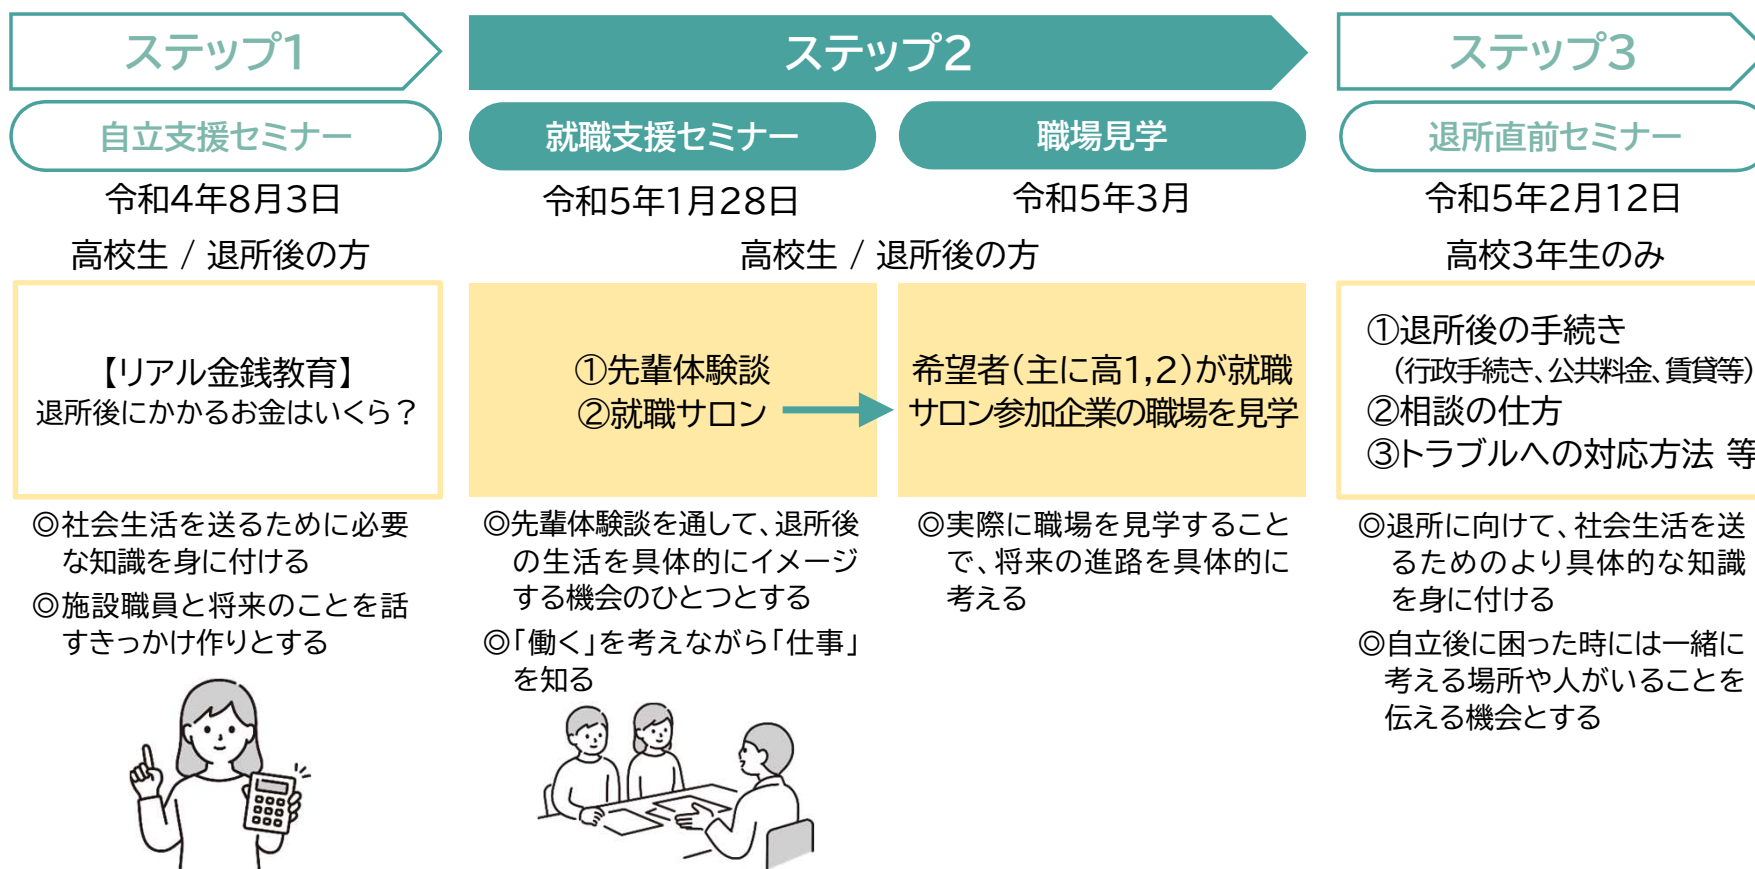 ステップ1
自立支援セミナー
令和4年8月3日
高校生 / 退所後の方
【リアル金銭教育】
退所後にかかるお金はいくら？
◎社会生活を送るために必要
な知識を身に付ける
◎施設職員と将来のことを話
すきっかけ作りとする
ステップ2
就職支援セミナー
職場見学
令和5年1月28日
令和5年3月
高校生 / 退所後の方
①先輩体験談
②就職サロン
希望者(主に高1,2)が就職
サロン参加企業の職場を見学
◎先輩体験談を通して、退所後
の生活を具体的にイメージ
する機会のひとつとする
◎「働く」を考えながら「仕事」
を知る
◎実際に職場を見学すること
で、将来の進路を具体的に
考える
ステップ3
退所直前セミナー
令和5年2月12日
高校3年生のみ
①退所後の手続き
(行政手続き、公共料金、賃貸等)
②相談の仕方
③トラブルへの対応方法 等
◎退所に向けて、社会生活を送
るためのより具体的な知識
を身に付ける
◎自立後に困った時には一緒に
考える場所や人がいることを
伝える機会とする